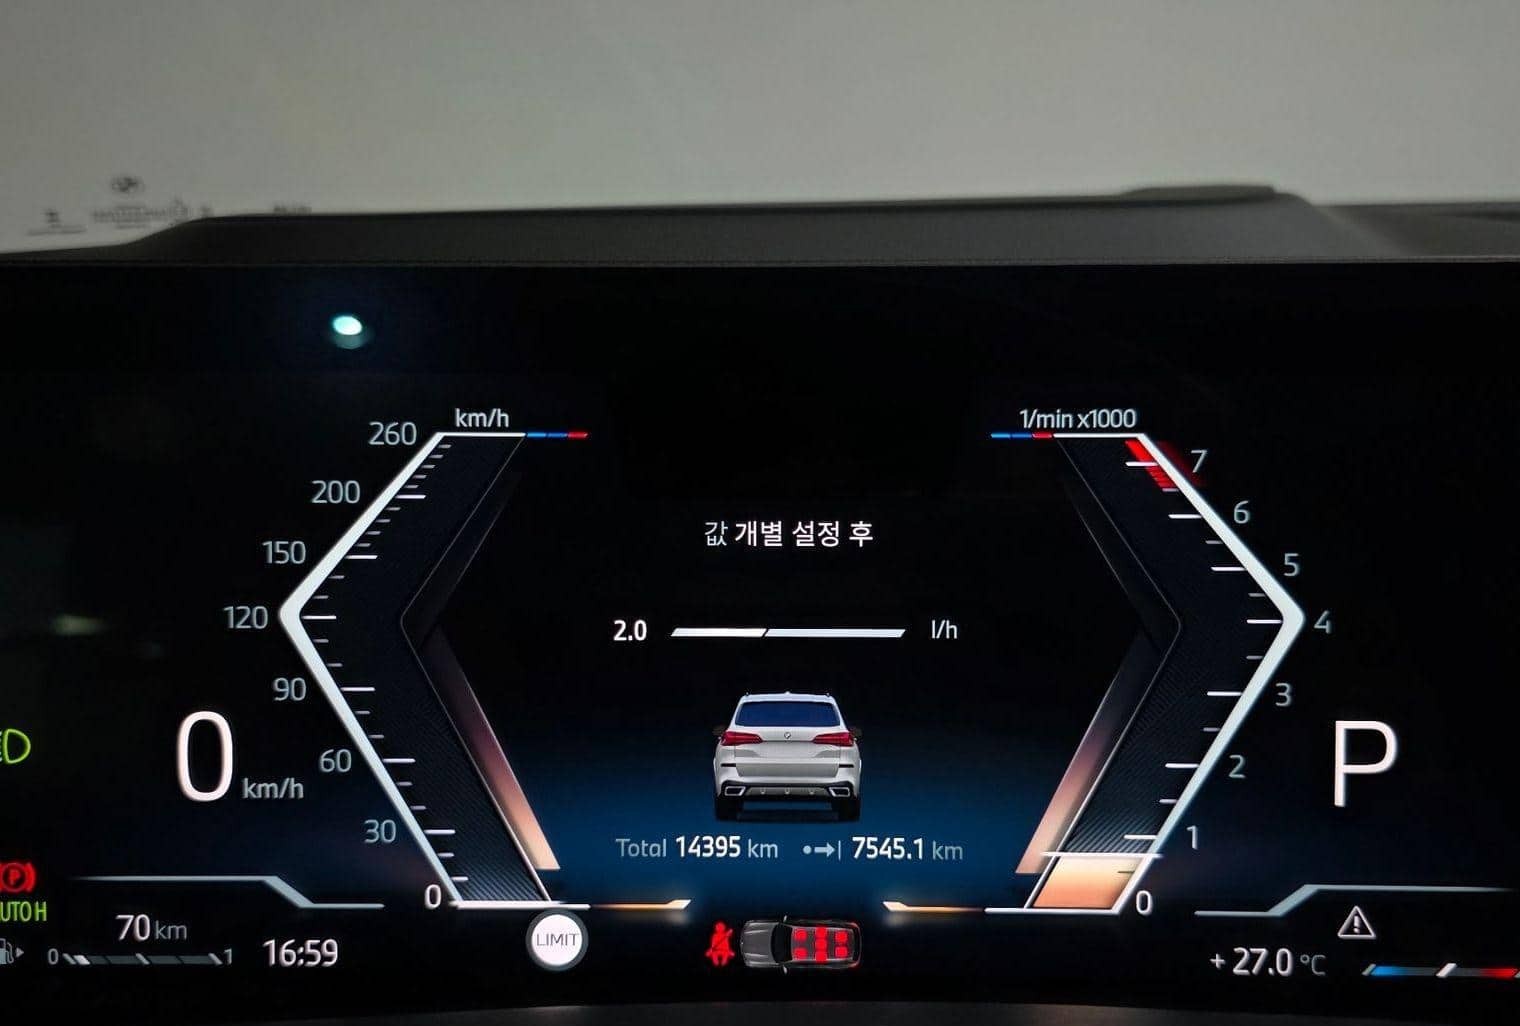 km/h
1/min x1000
260
200
150
120
90
60
30
0
7
6
5
4
3
2
1
0
값 개별 설정 후
2.0 l/h
0 km/h
P
Total 14395 km 7545.1 km
(P)
AUTO H
70 km
0 1
16:59
LIMIT
+ 27.0 °C